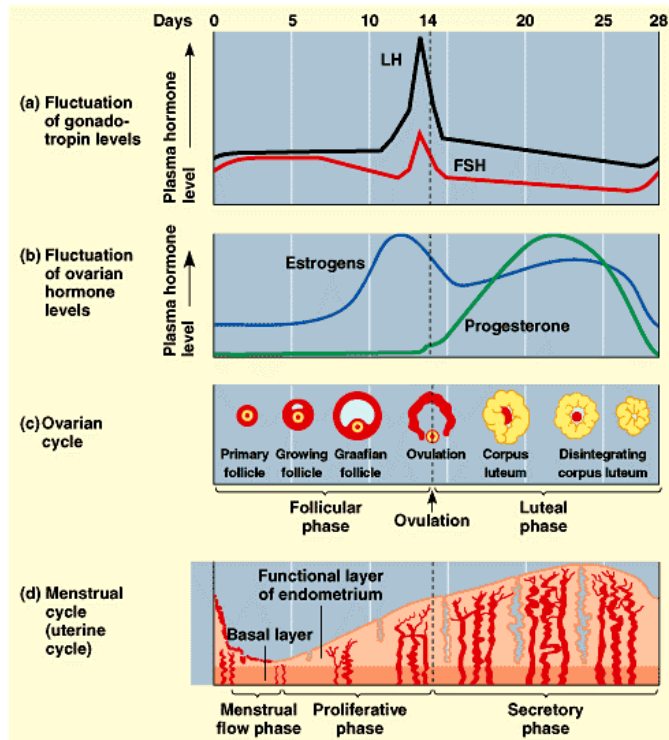 Days 0 5 10 14 20 25 28
(a) Fluctuation
of gonado-
tropin levels
Plasma hormone
level
LH
FSH
(b) Fluctuation
of ovarian
hormone
levels
Plasma hormone
level
Estrogens
Progesterone
(c) Ovarian
cycle
Primary
follicle
Growing
follicle
Graafian
follicle
Ovulation
Corpus
luteum
Disintegrating
corpus luteum
Follicular
phase
Ovulation
Luteal
phase
(d) Menstrual
cycle
(uterine
cycle)
Functional layer
of endometrium
Basal layer
Menstrual
flow phase
Proliferative
phase
Secretory
phase